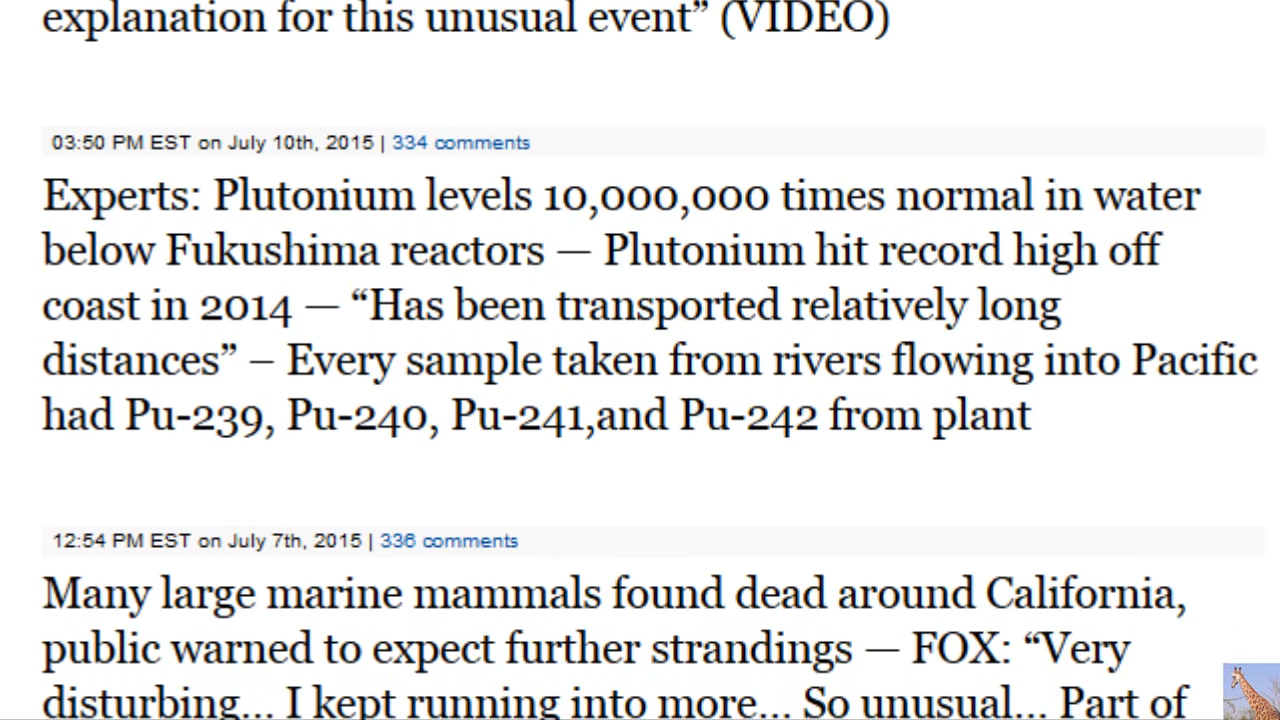 explanation for this unusual event” (VIDEO)
03:50 PM EST on July 10th, 2015 | 334 comments
Experts: Plutonium levels 10,000,000 times normal in water
below Fukushima reactors — Plutonium hit record high off
coast in 2014 — “Has been transported relatively long
distances” – Every sample taken from rivers flowing into Pacific
had Pu-239, Pu-240, Pu-241,and Pu-242 from plant
12:54 PM EST on July 7th, 2015 | 336 comments
Many large marine mammals found dead around California,
public warned to expect further strandings — FOX: “Very
disturbing... I kept running into more... So unusual... Part of